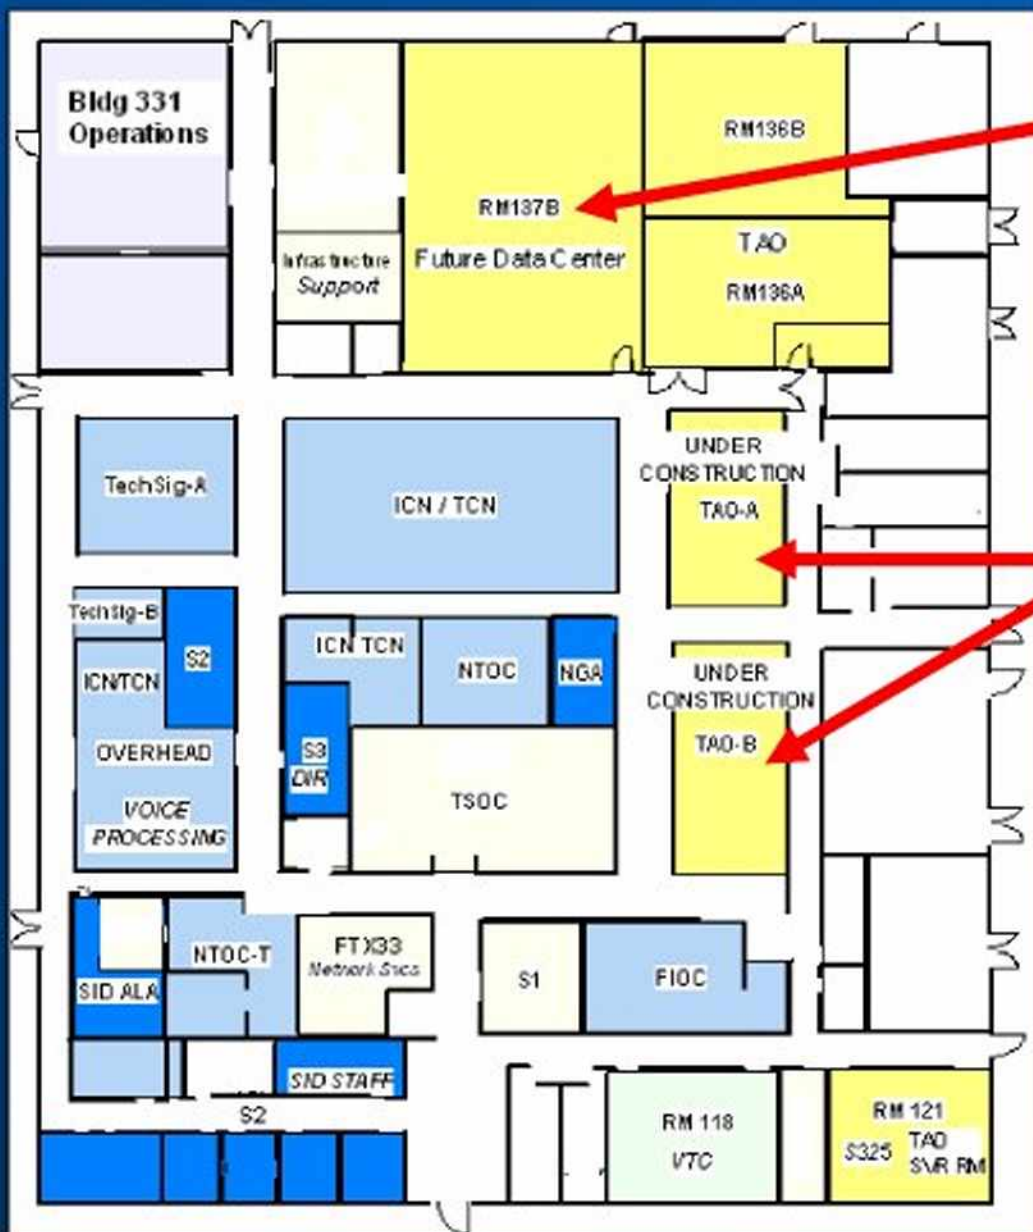 Bldg 331
Operations
RM136B
RM137B
Future Data Center
TAO
RM136A
Infrastructure
Support
UNDER
CONSTRUCTION
TAO-A
TechSig-A
ICN / TCN
TechSig-B
S2
ICN/TCN
OVERHEAD
VOICE
PROCESSING
ICN TCN
NTOC
NGA
S3
DIR
TSOC
UNDER
CONSTRUCTION
TAO-B
SID ALA
NTOC-T
FTX33
Network Svcs
S1
FIOC
SID STAFF
S2
RM 118
VTC
RM 121
S325
TAO
SVR RM